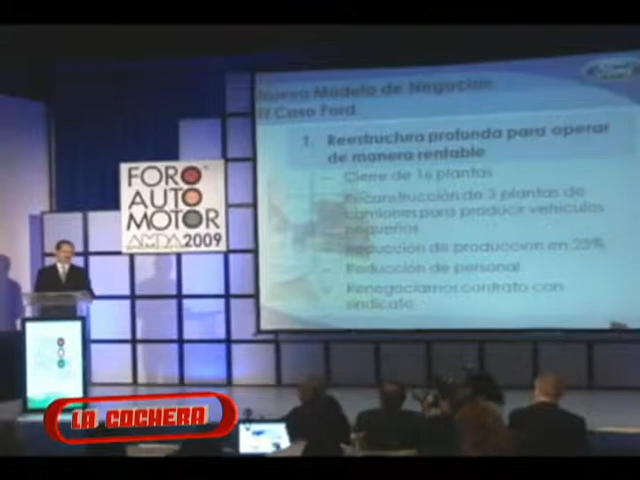 Ford
Nuevo Modelo de Negocios
El Caso Ford
1. Reestructura profunda para operar
de manera rentable
– Cierre de 16 plantas
– Reconstrucción de 3 plantas de
camiones para producir vehículos
pequeños
– Reducción de producción en 25%
– Reducción de personal
– Renegociamos contrato con
sindicato
FORO
AUTO
MOTOR
AMDA 2009
LA COCHERA